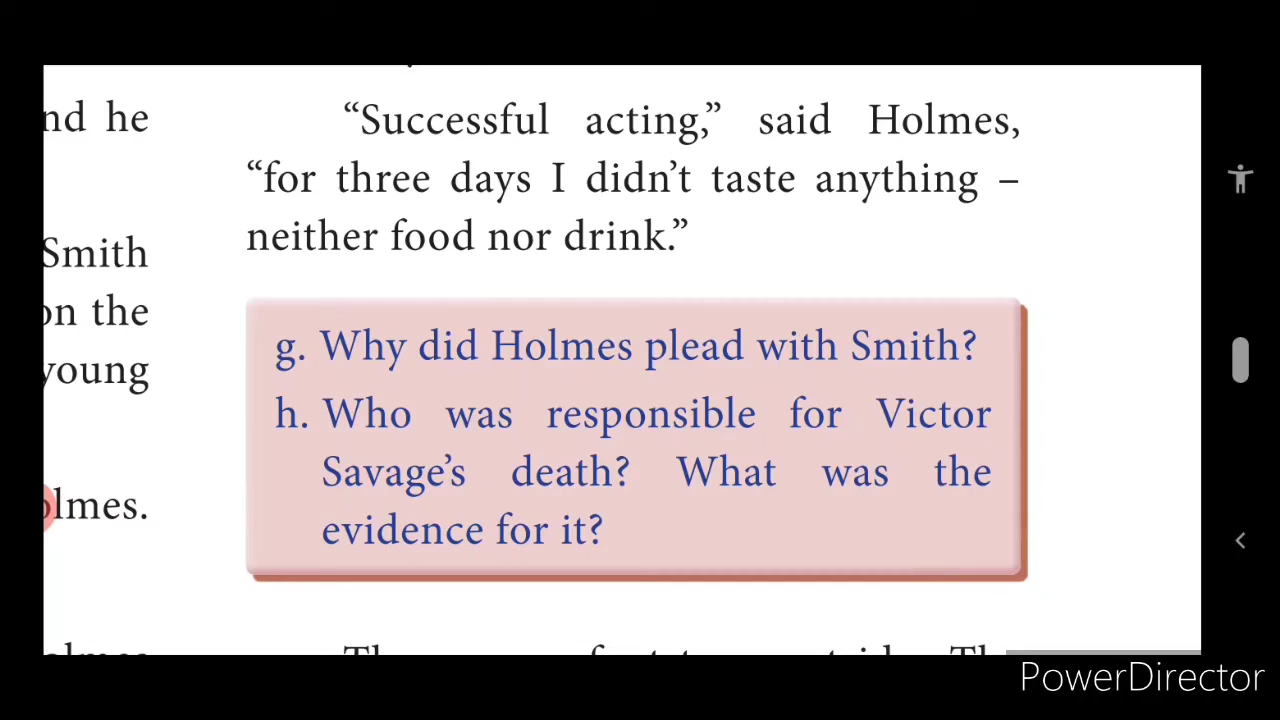 nd he
Smith
on the
young
olmes.
“Successful acting,” said Holmes,
“for three days I didn’t taste anything –
neither food nor drink.”
g. Why did Holmes plead with Smith?
h. Who was responsible for Victor
Savage’s death? What was the
evidence for it?
PowerDirector